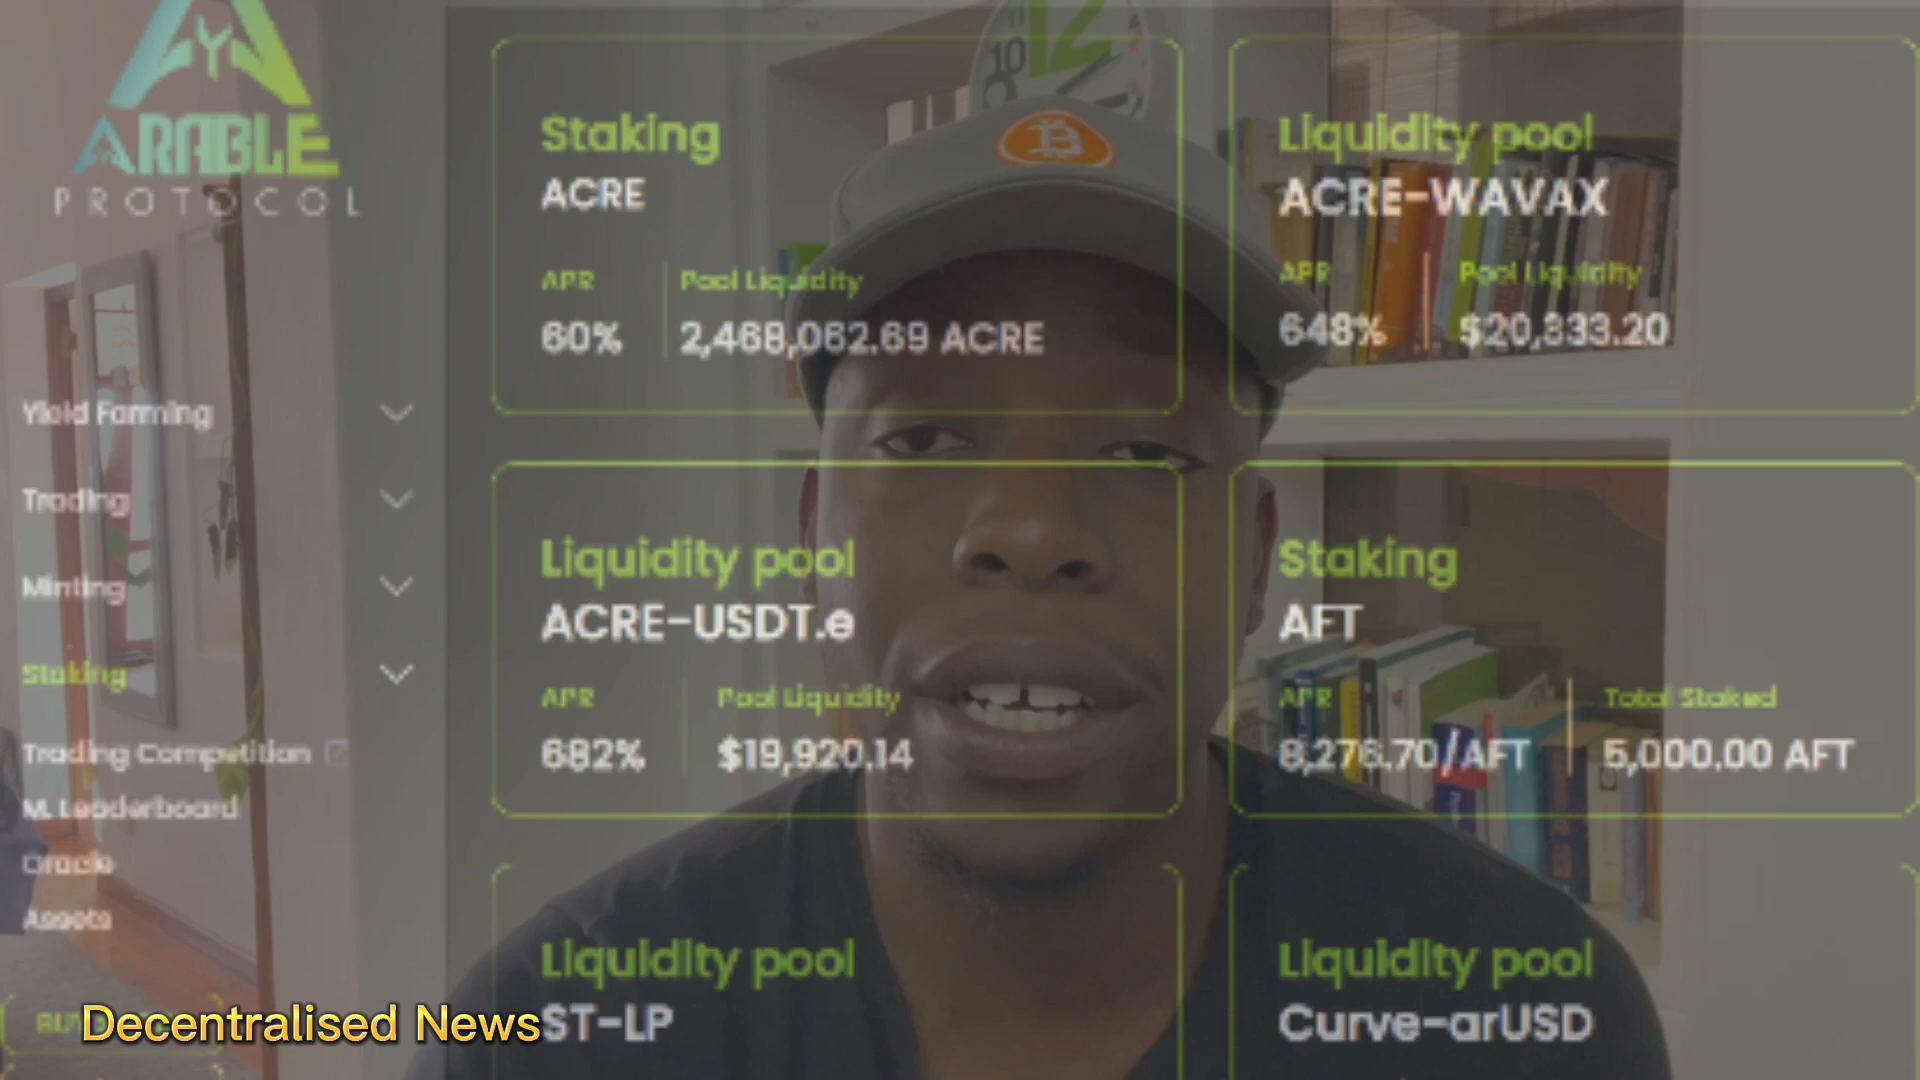 ARABLE
PROTOCOL
Yield Farming
Trading
Minting
Staking
Trading Competition
M. Leaderboard
Oracle
Assets
Decentralised News
12
10
Staking
ACRE
APR
Pool Liquidity
60%
2,468,062.69 ACRE
Liquidity pool
ACRE-WAVAX
APR
Pool Liquidity
648%
$20,333.20
Liquidity pool
ACRE-USDT.e
APR
Pool Liquidity
682%
$19,920.14
Staking
AFT
APR
Total Staked
8,276.70/AFT
5,000.00 AFT
Liquidity pool
ST-LP
Liquidity pool
Curve-arUSD